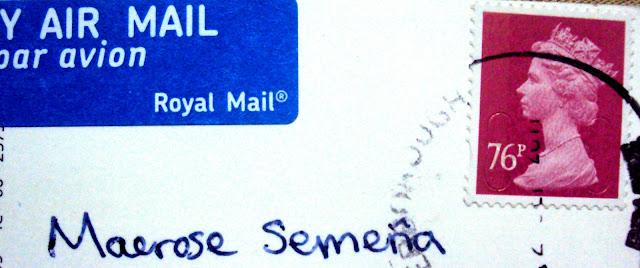 Y AIR MAIL
par avion
Royal Mail®
76P
Maerose Semeña